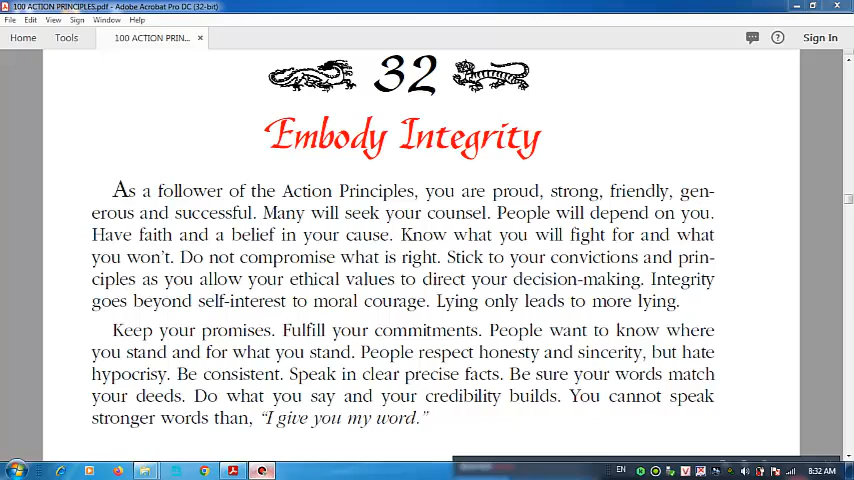 100 ACTION PRINCIPLES.pdf - Adobe Acrobat Pro DC (32-bit)
File Edit View Sign Window Help
Home Tools 100 ACTION PRIN... × Sign In
32
Embody Integrity
As a follower of the Action Principles, you are proud, strong, friendly, gen-
erous and successful. Many will seek your counsel. People will depend on you.
Have faith and a belief in your cause. Know what you will fight for and what
you won't. Do not compromise what is right. Stick to your convictions and prin-
ciples as you allow your ethical values to direct your decision-making. Integrity
goes beyond self-interest to moral courage. Lying only leads to more lying.
Keep your promises. Fulfill your commitments. People want to know where
you stand and for what you stand. People respect honesty and sincerity, but hate
hypocrisy. Be consistent. Speak in clear precise facts. Be sure your words match
your deeds. Do what you say and your credibility builds. You cannot speak
stronger words than, “I give you my word.”
EN 8:32 AM